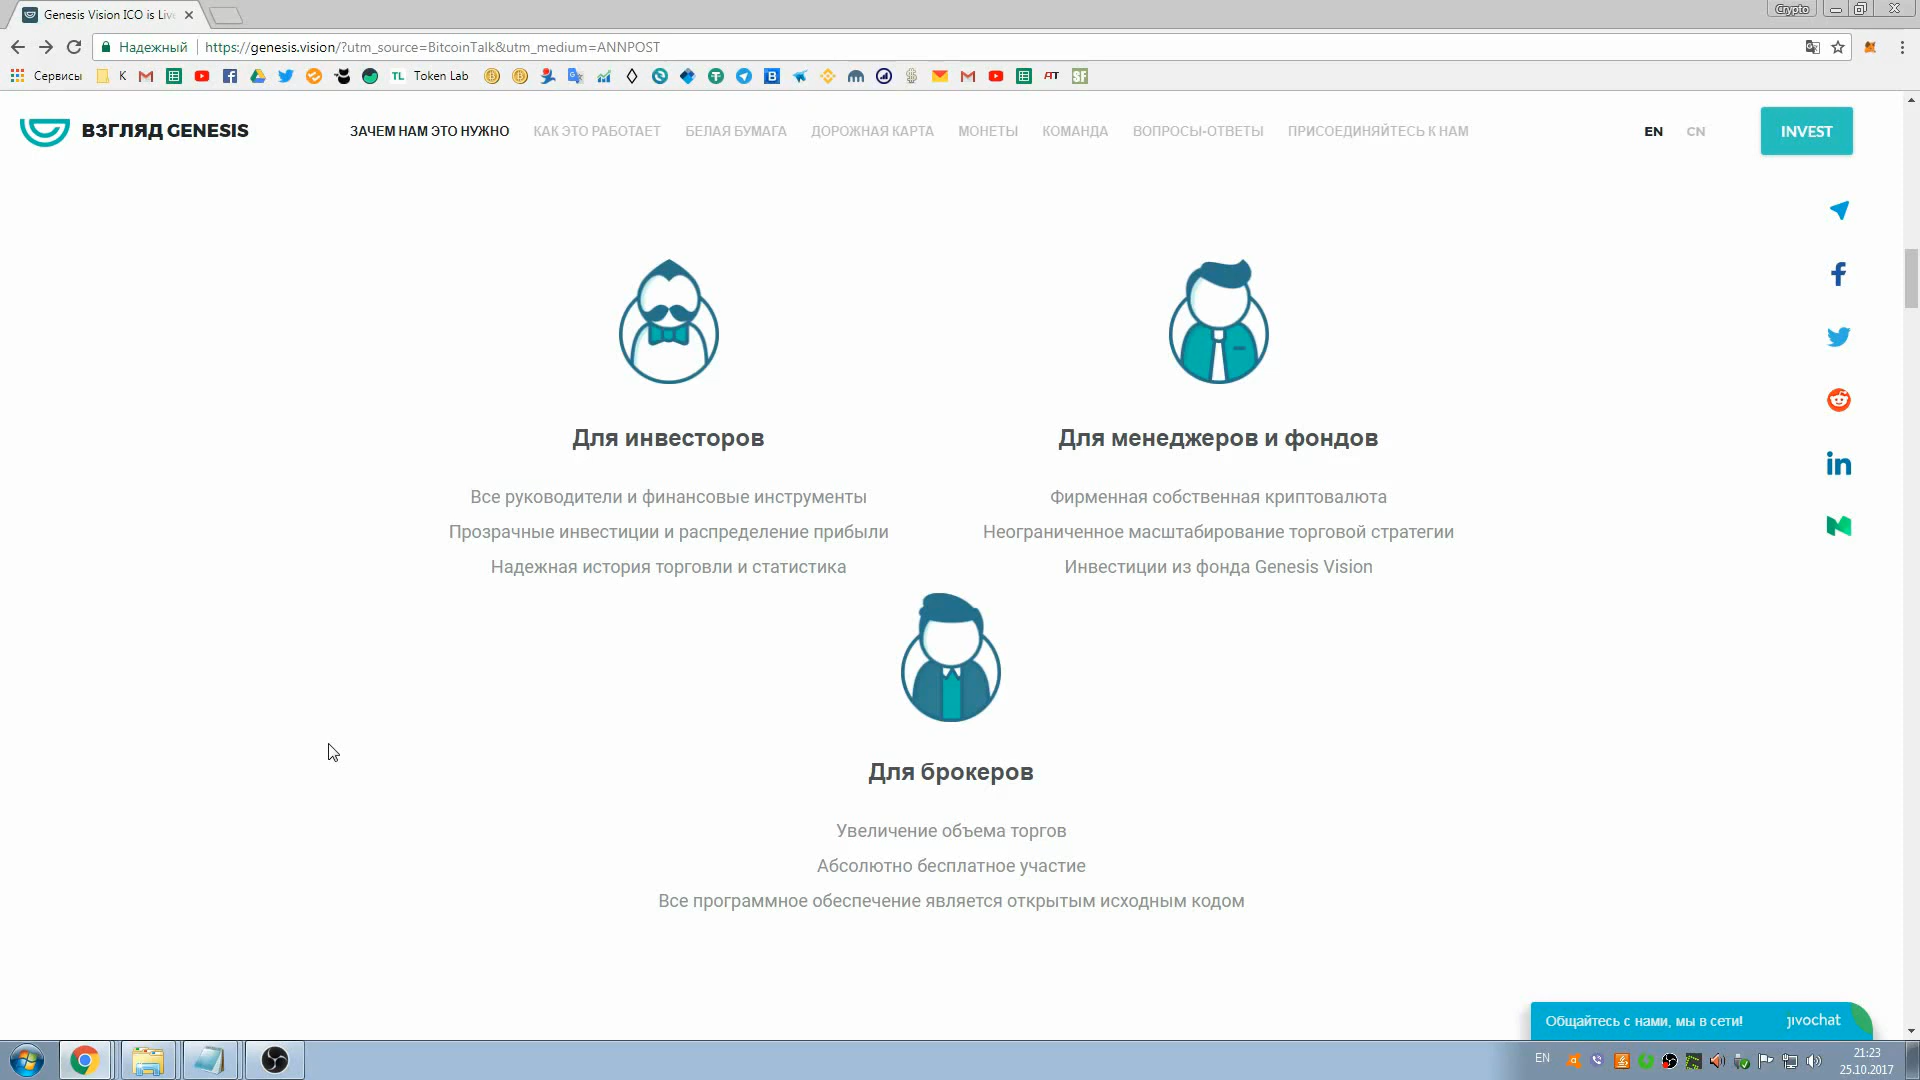 Genesis Vision ICO is Liv
Crypto
Надежный
https://genesis.vision/?utm_source=BitcoinTalk&utm_medium=ANNPOST
Сервисы
K
TL
Token Lab
ВЗГЛЯД GENESIS
ЗАЧЕМ НАМ ЭТО НУЖНО
КАК ЭТО РАБОТАЕТ
БЕЛАЯ БУМАГА
ДОРОЖНАЯ КАРТА
МОНЕТЫ
КОМАНДА
ВОПРОСЫ-ОТВЕТЫ
ПРИСОЕДИНЯЙТЕСЬ К НАМ
EN
CN
INVEST
Для инвесторов
Все руководители и финансовые инструменты
Прозрачные инвестиции и распределение прибыли
Надежная история торговли и статистика
Для менеджеров и фондов
Фирменная собственная криптовалюта
Неограниченное масштабирование торговой стратегии
Инвестиции из фонда Genesis Vision
Для брокеров
Увеличение объема торгов
Абсолютно бесплатное участие
Все программное обеспечение является открытым исходным кодом
Общайтесь с нами, мы в сети!
jivochat
EN
21:23
25.10.2017